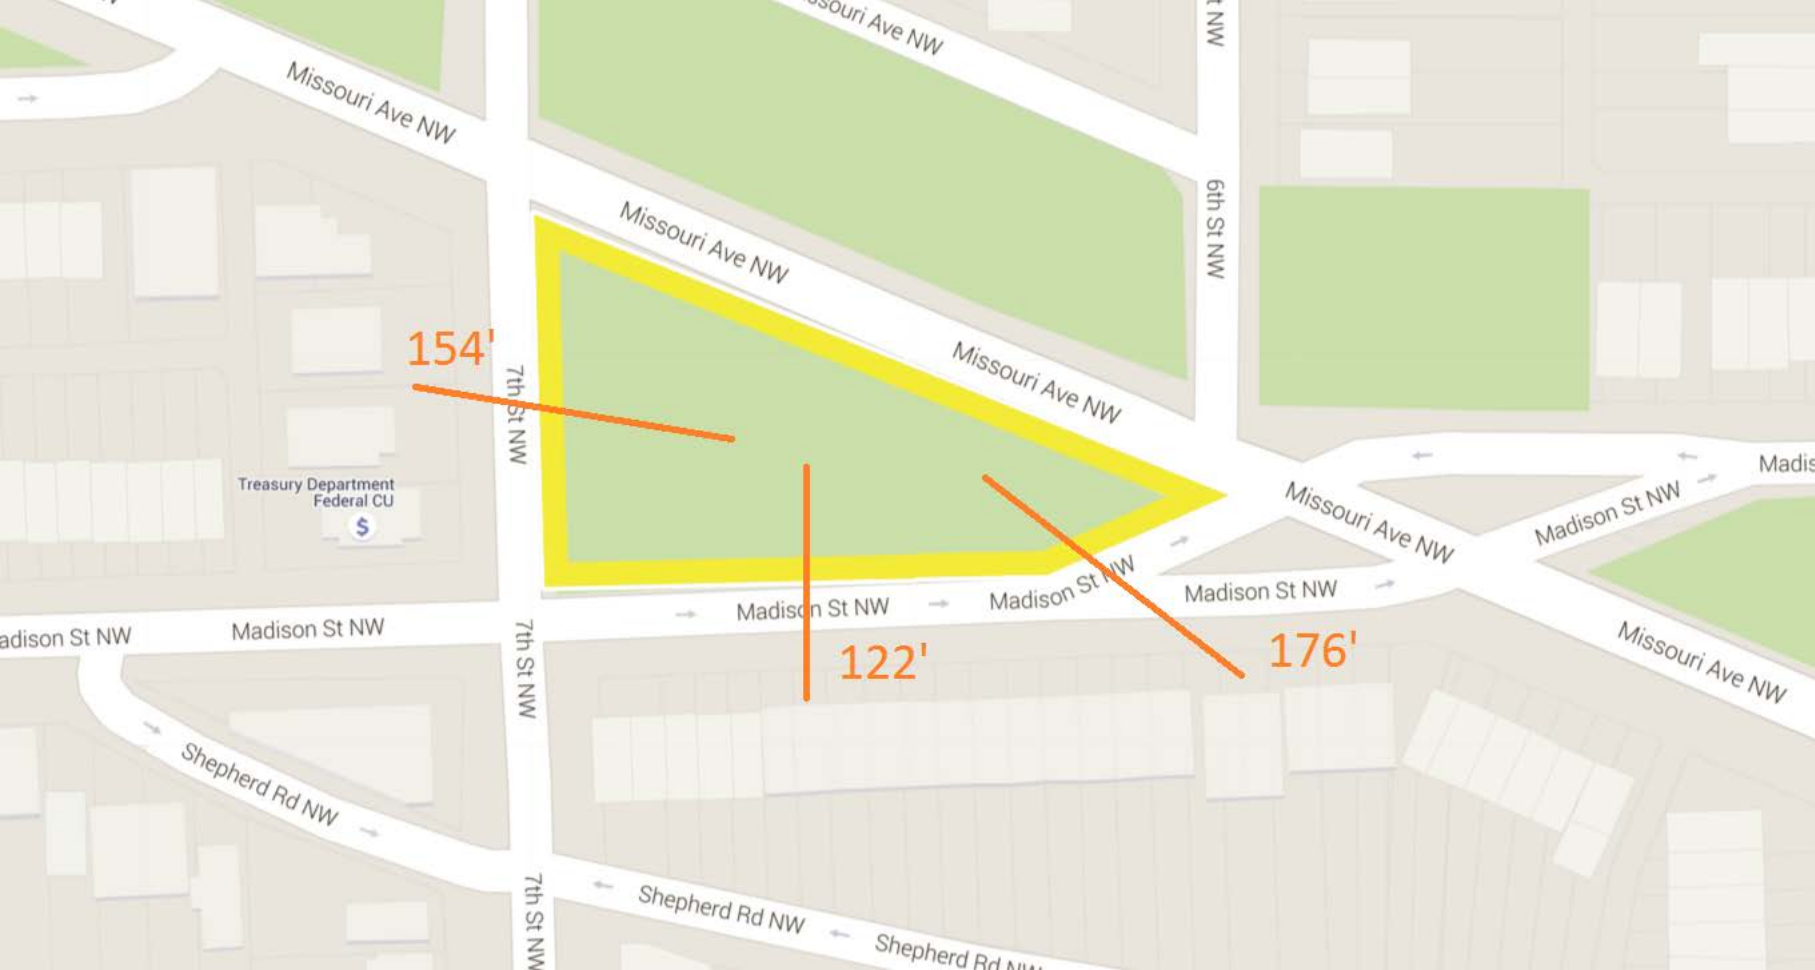 souri Ave NW
t NW
Missouri Ave NW
6th St NW
Missouri Ave NW
154'
Missouri Ave NW
7th St NW
Treasury Department
Federal CU
$
Madis
Madison St NW
Missouri Ave NW
Madison St NW
Madison St NW
Madison St NW
adison St NW
Madison St NW
7th St NW
122'
176'
Missouri Ave NW
Shepherd Rd NW
7th St NW
Shepherd Rd NW
Shepherd Rd NW